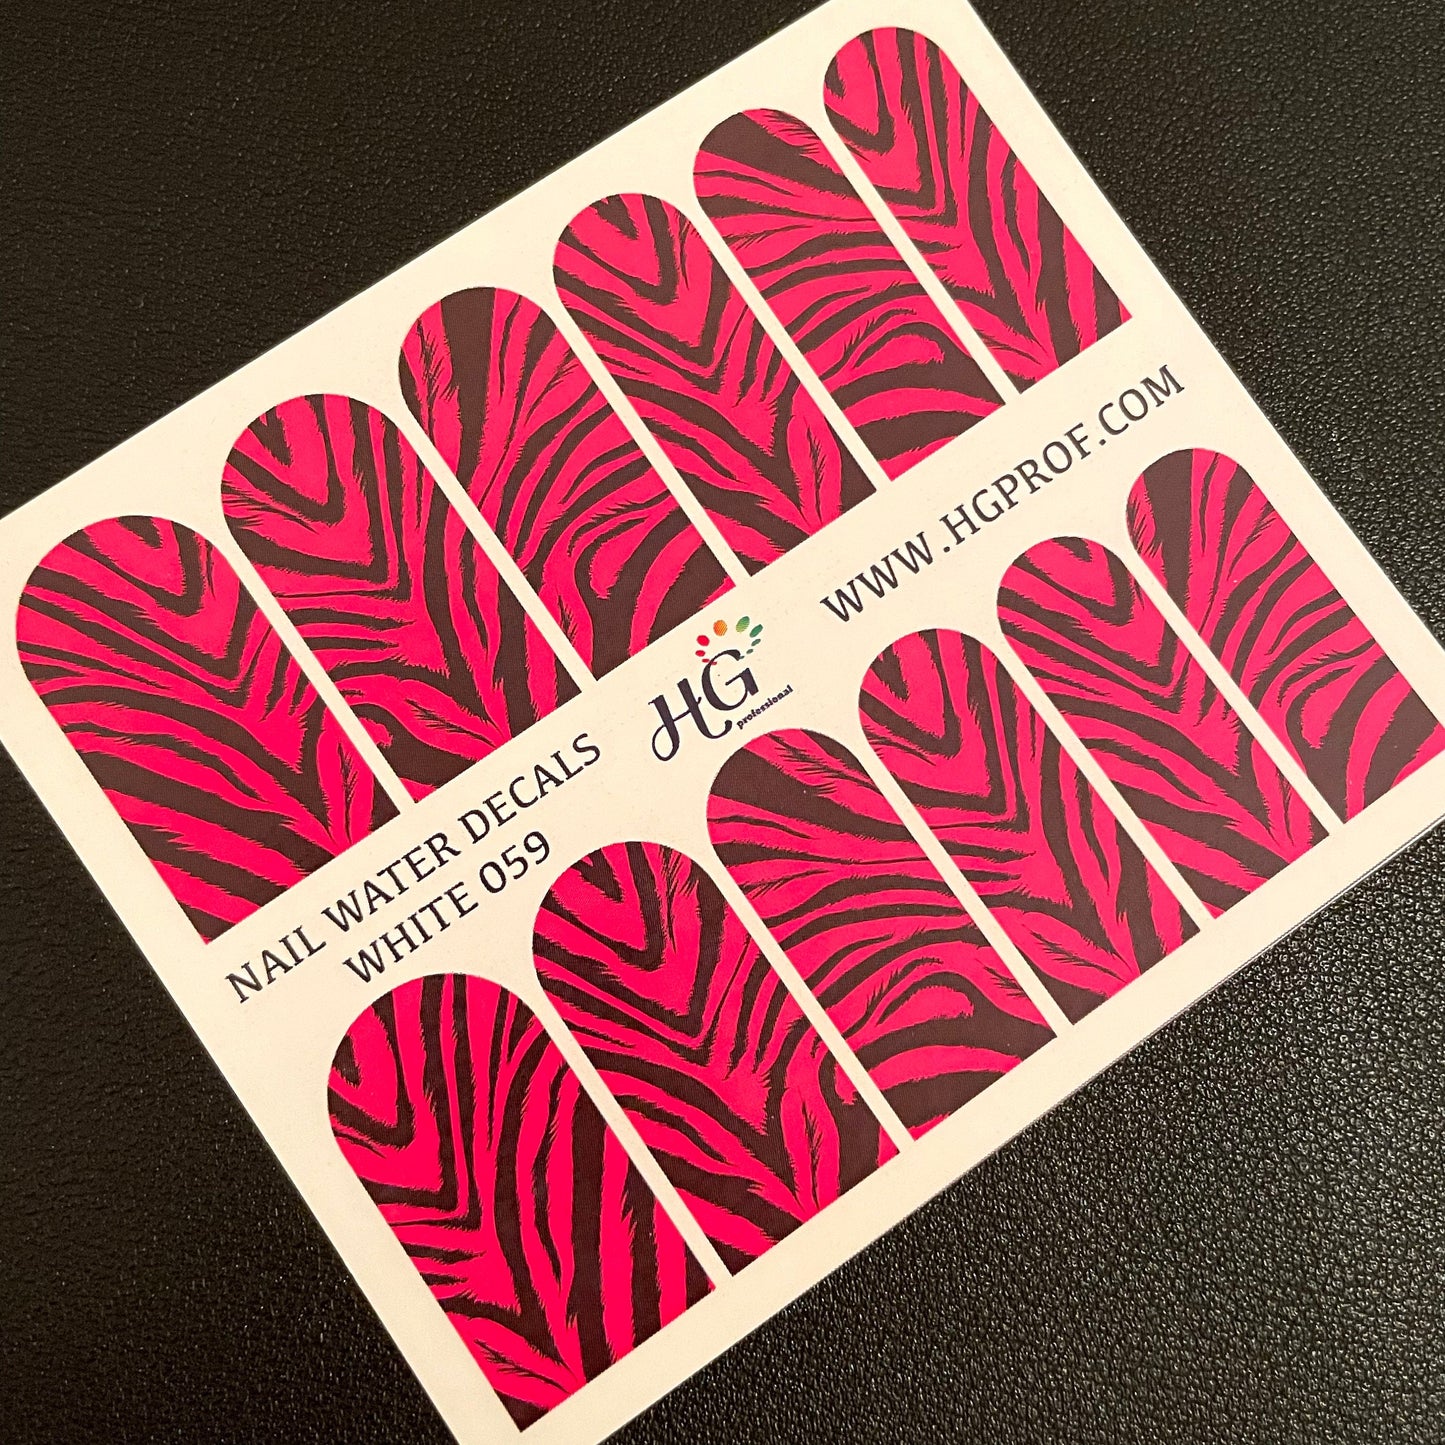 NAIL WATER DECALS
WHITE 059
HG
professional
WWW.HGPROF.COM